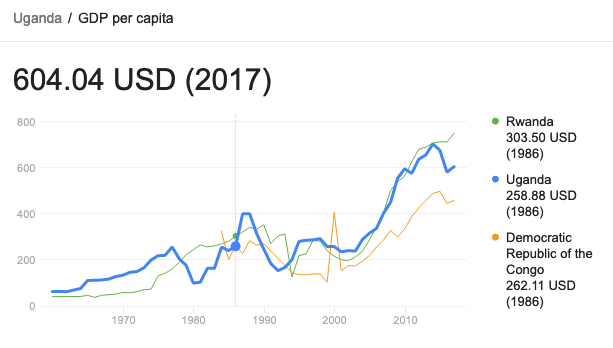 Uganda / GDP per capita
604.04 USD (2017)
800
600
400
200
0
1970
1980
1990
2000
2010
Rwanda
303.50 USD
(1986)
Uganda
258.88 USD
(1986)
Democratic
Republic of the
Congo
262.11 USD
(1986)